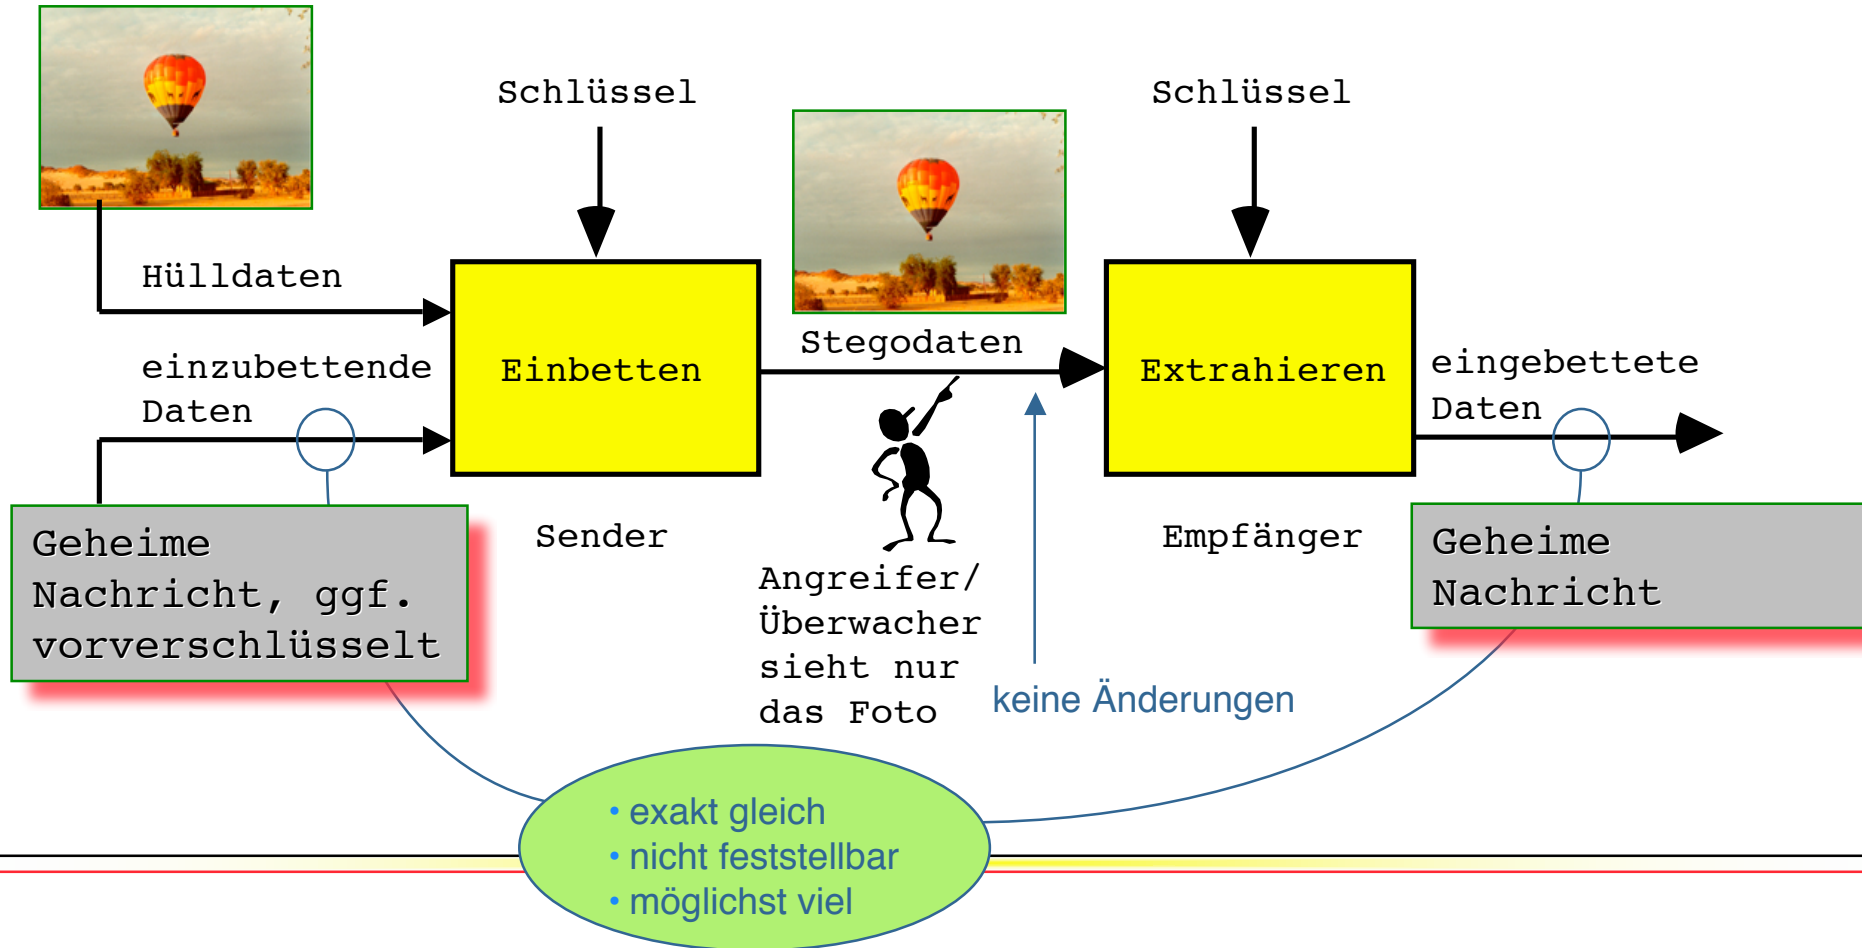 Schlüssel
Schlüssel
Hülldaten
einzubettende
Daten
Einbetten
Stegodaten
Extrahieren
eingebettete
Daten
Geheime
Nachricht, ggf.
vorverschlüsselt
Sender
Angreifer/
Überwacher
sieht nur
das Foto
keine Änderungen
Empfänger
Geheime
Nachricht
• exakt gleich
• nicht feststellbar
• möglichst viel